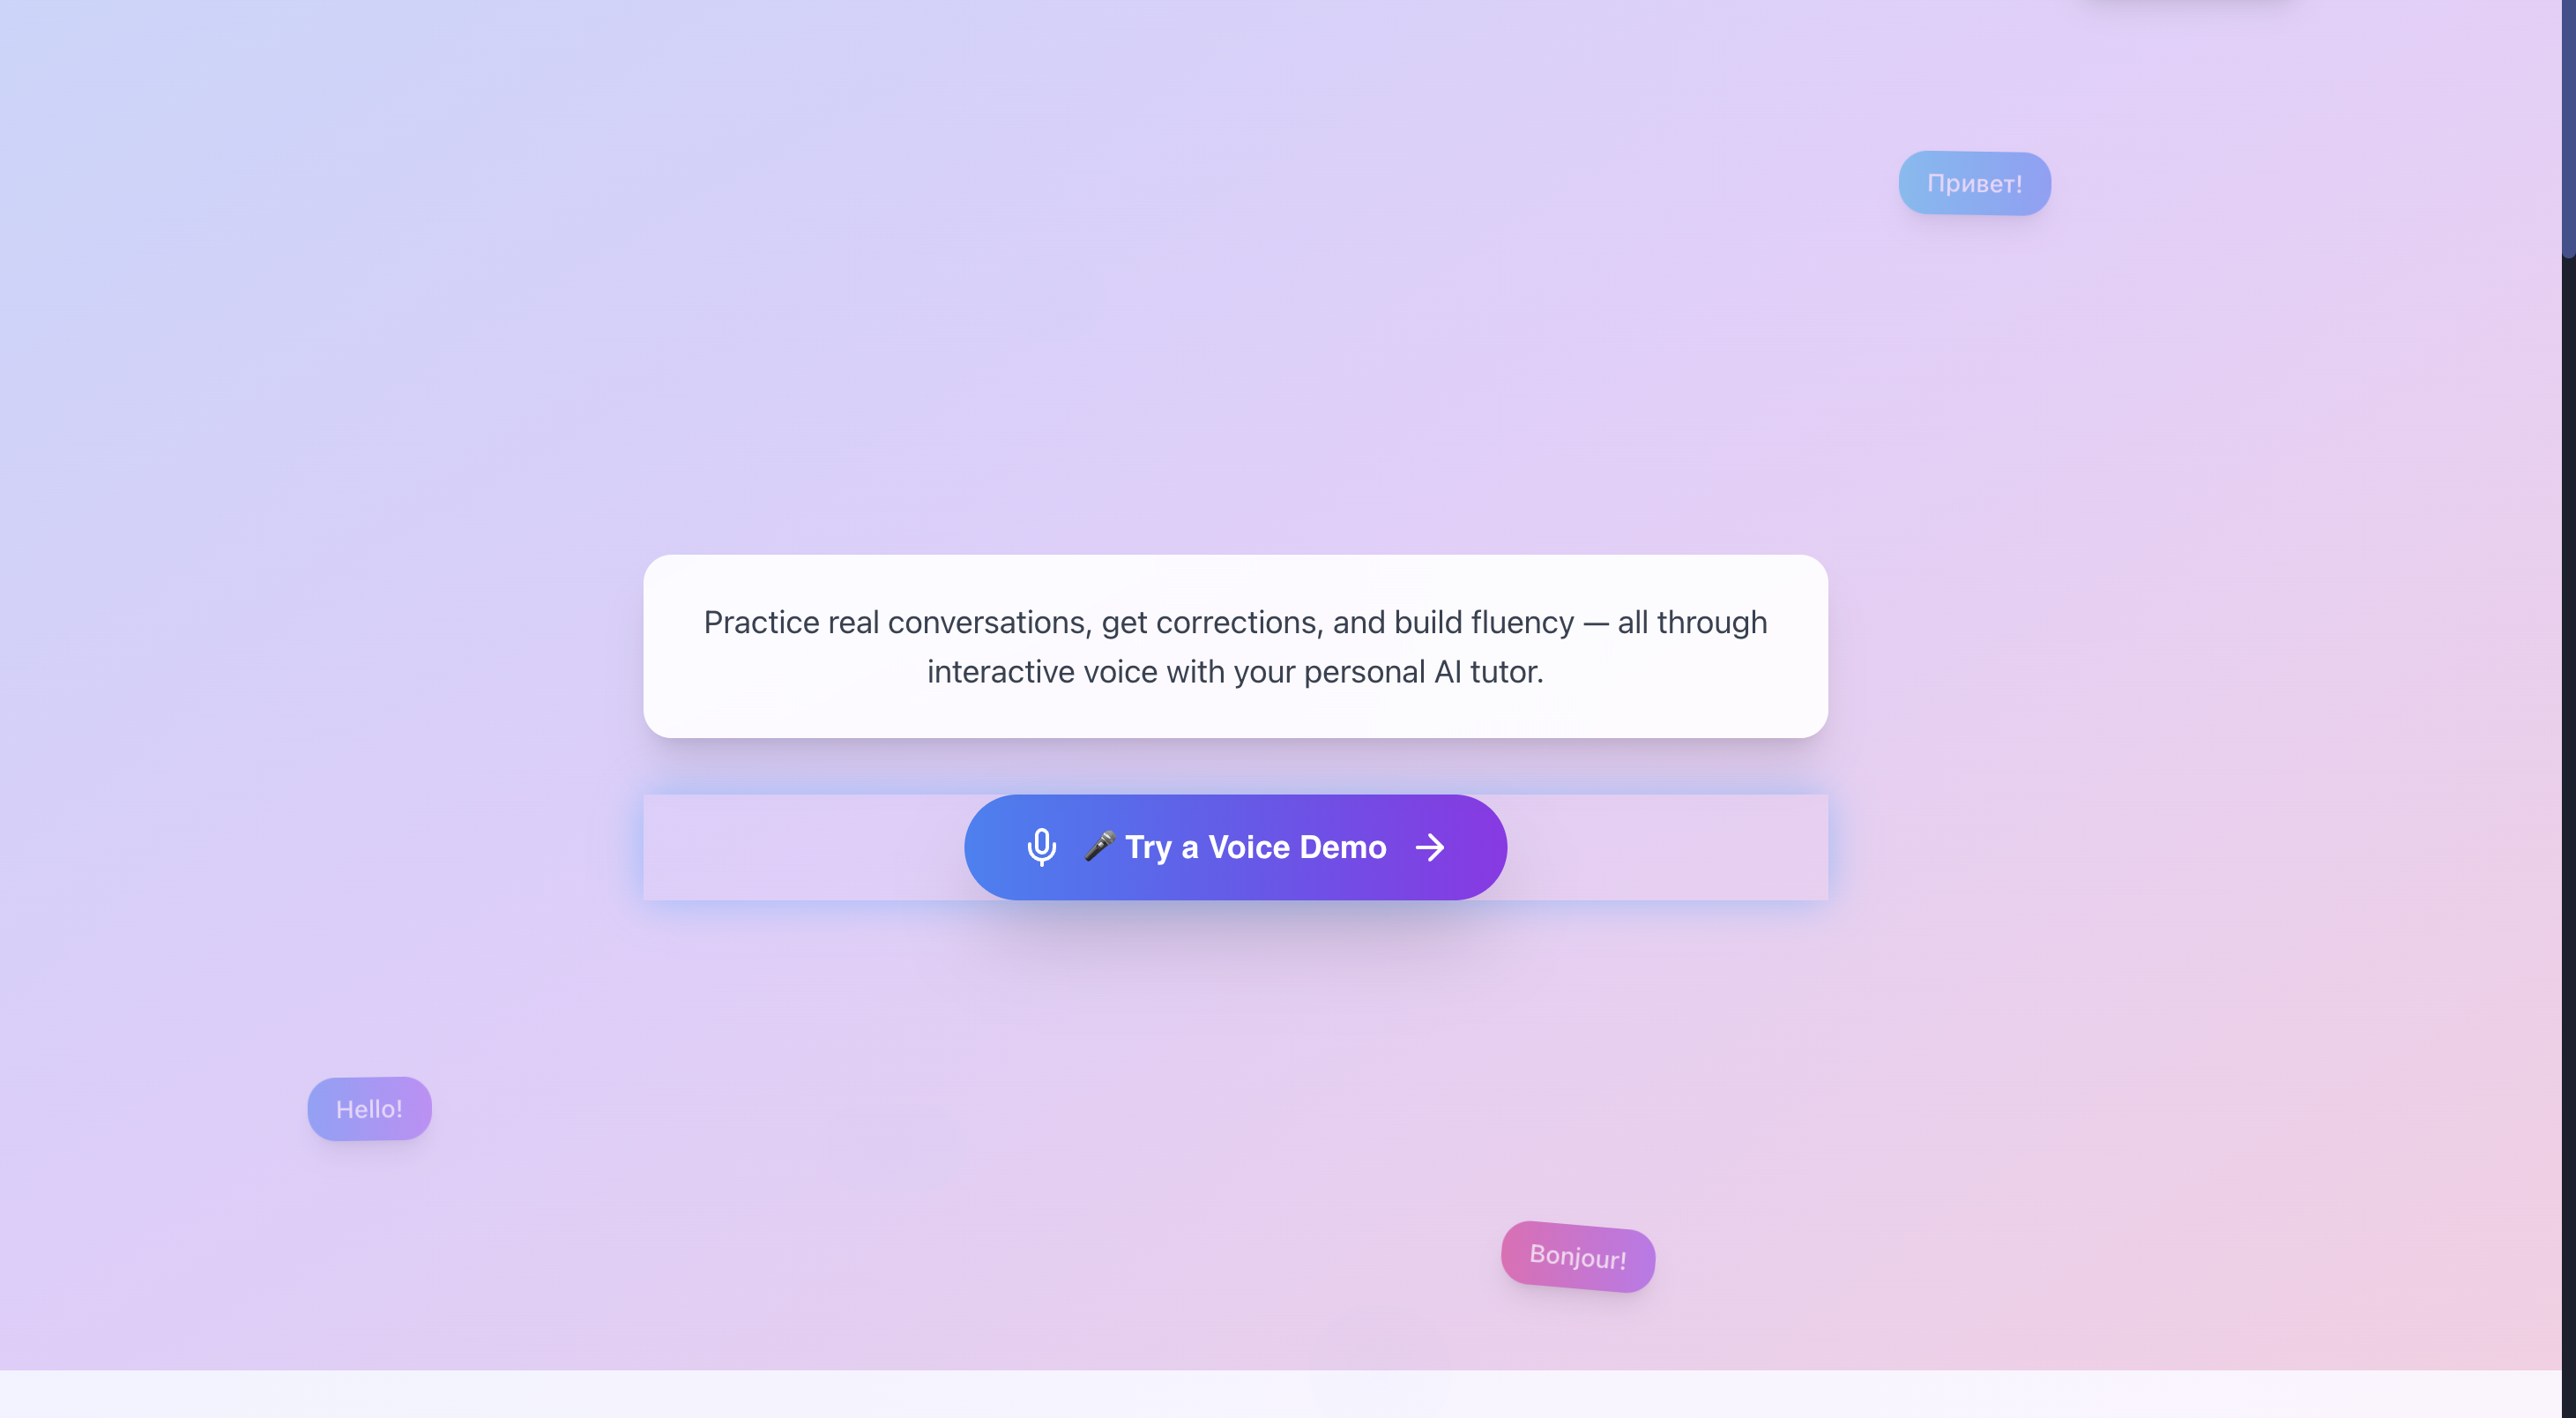 Привет!
Practice real conversations, get corrections, and build fluency — all through
interactive voice with your personal AI tutor.
🎤 Try a Voice Demo
Hello!
Bonjour!